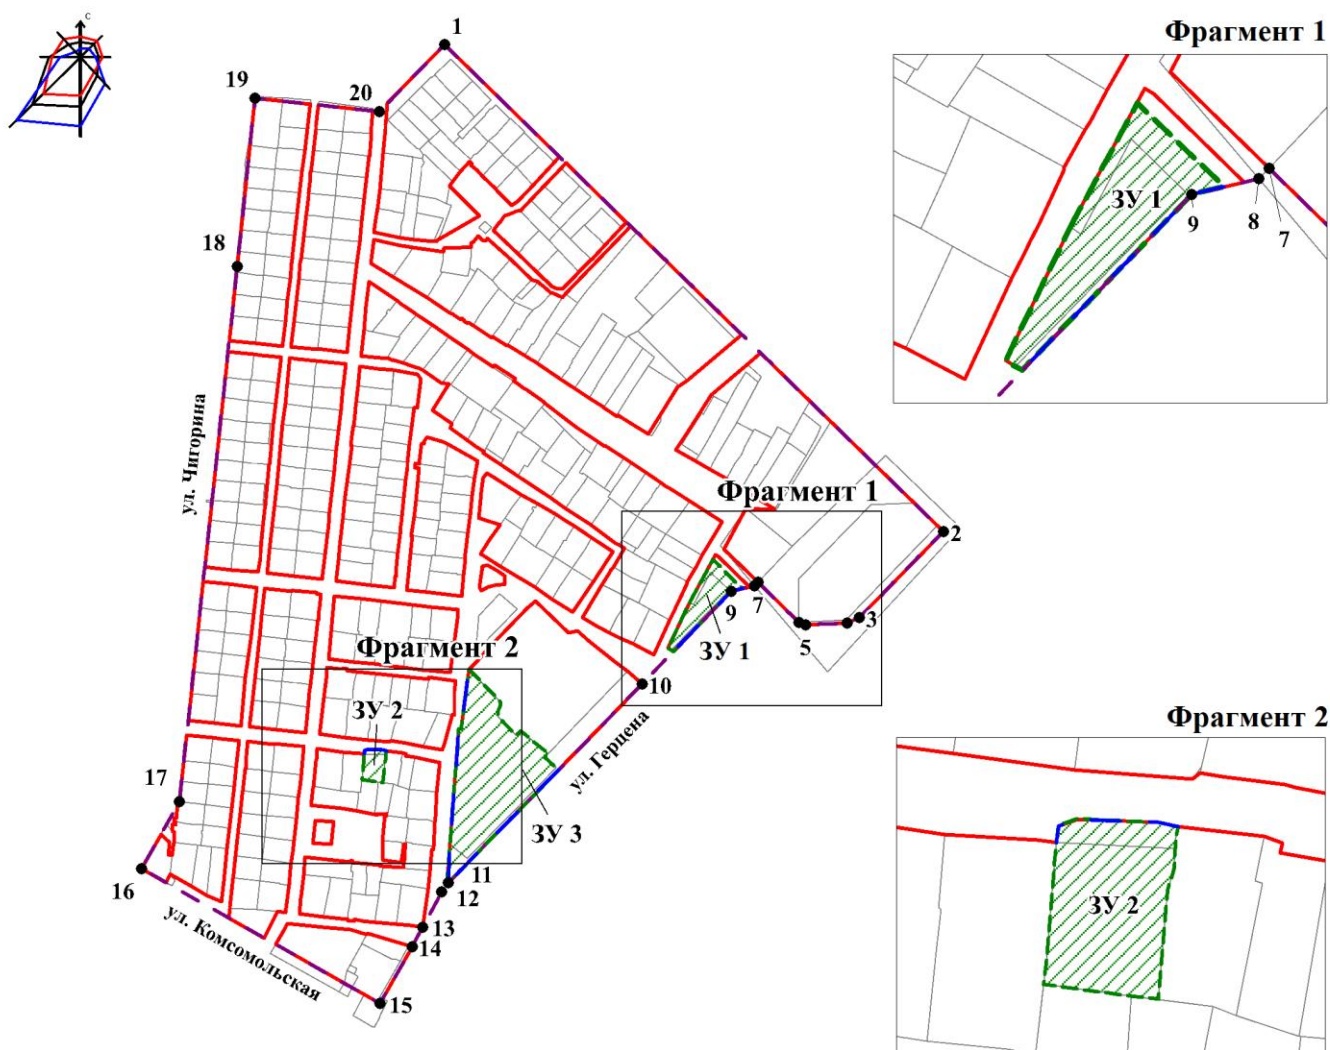 С
1
Фрагмент 1
19
20
18
ЗУ 1
9
8
7
ул. Чигорина
Фрагмент 1
2
7
9
3
5
ЗУ 1
Фрагмент 2
10
ЗУ 2
ул. Герцена
Фрагмент 2
17
ЗУ 3
11
16
12
ЗУ 2
13
ул. Комсомольская
14
15